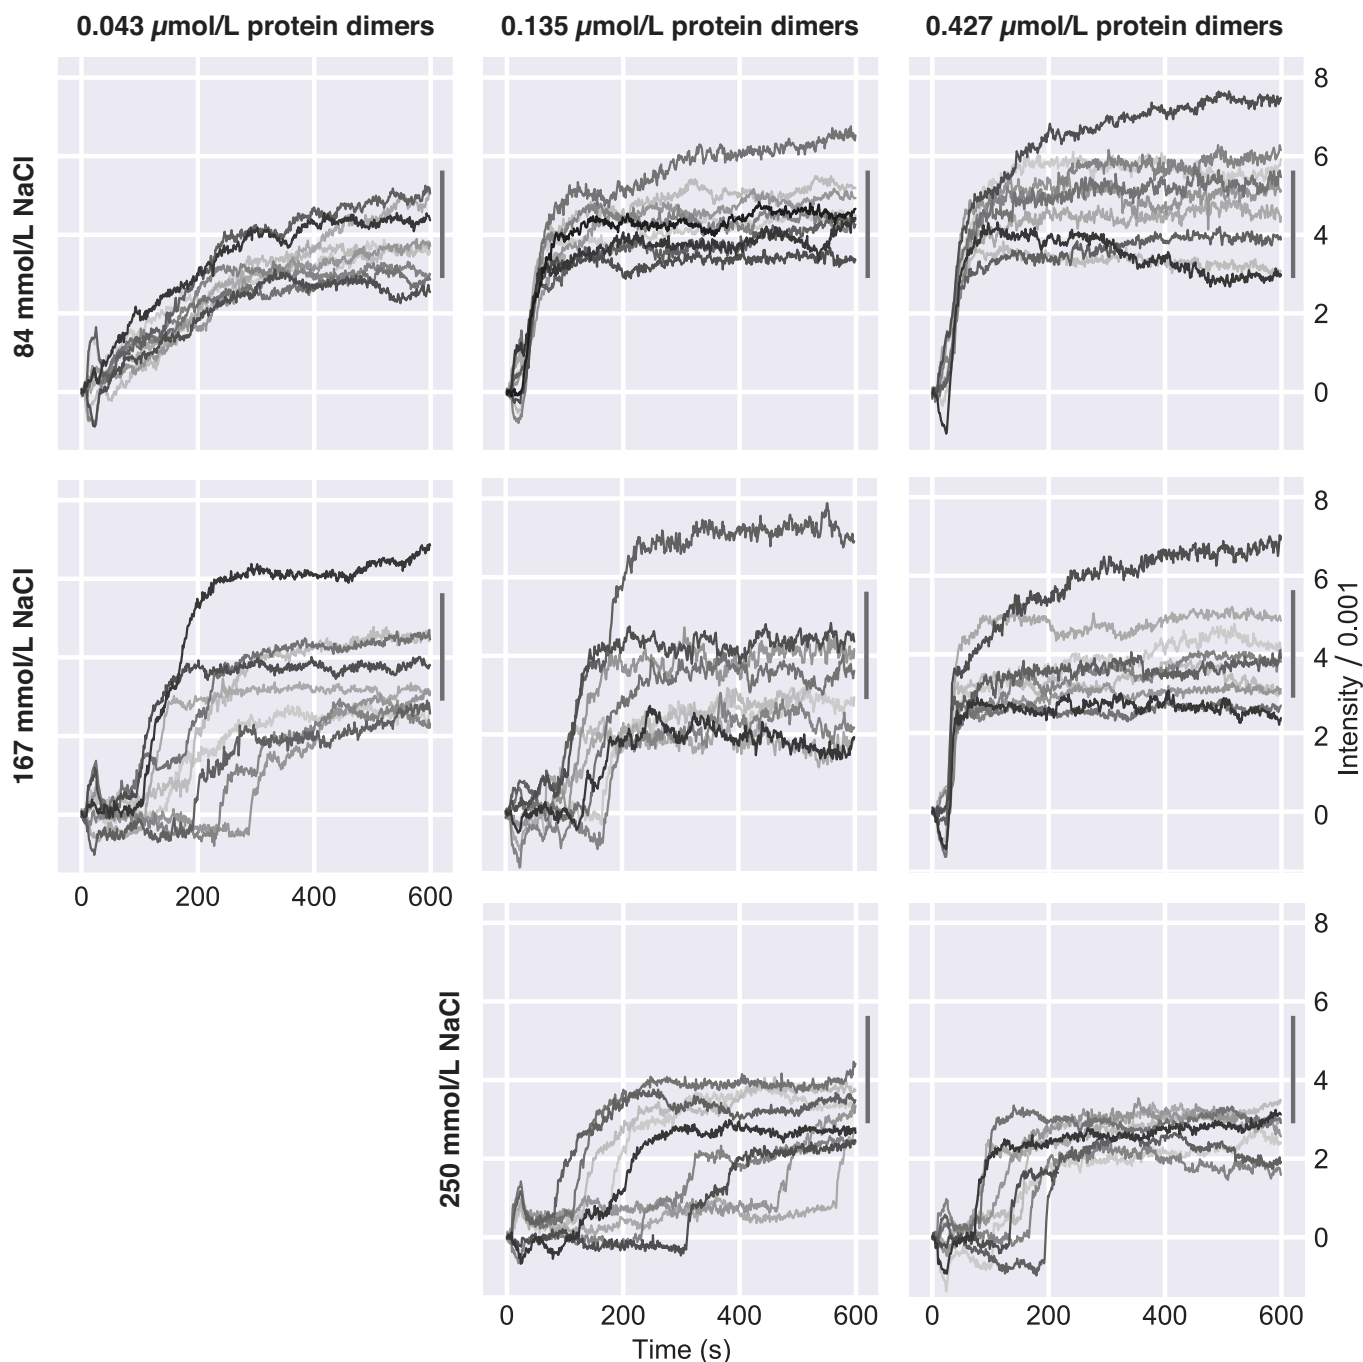 0.043 µmol/L protein dimers
0.135 µmol/L protein dimers
0.427 µmol/L protein dimers
84 mmol/L NaCl
8
6
4
2
0
167 mmol/L NaCl
8
6
4
2
0
Intensity / 0.001
0 200 400 600
250 mmol/L NaCl
8
6
4
2
0
0 200 400 600
0 200 400 600
Time (s)